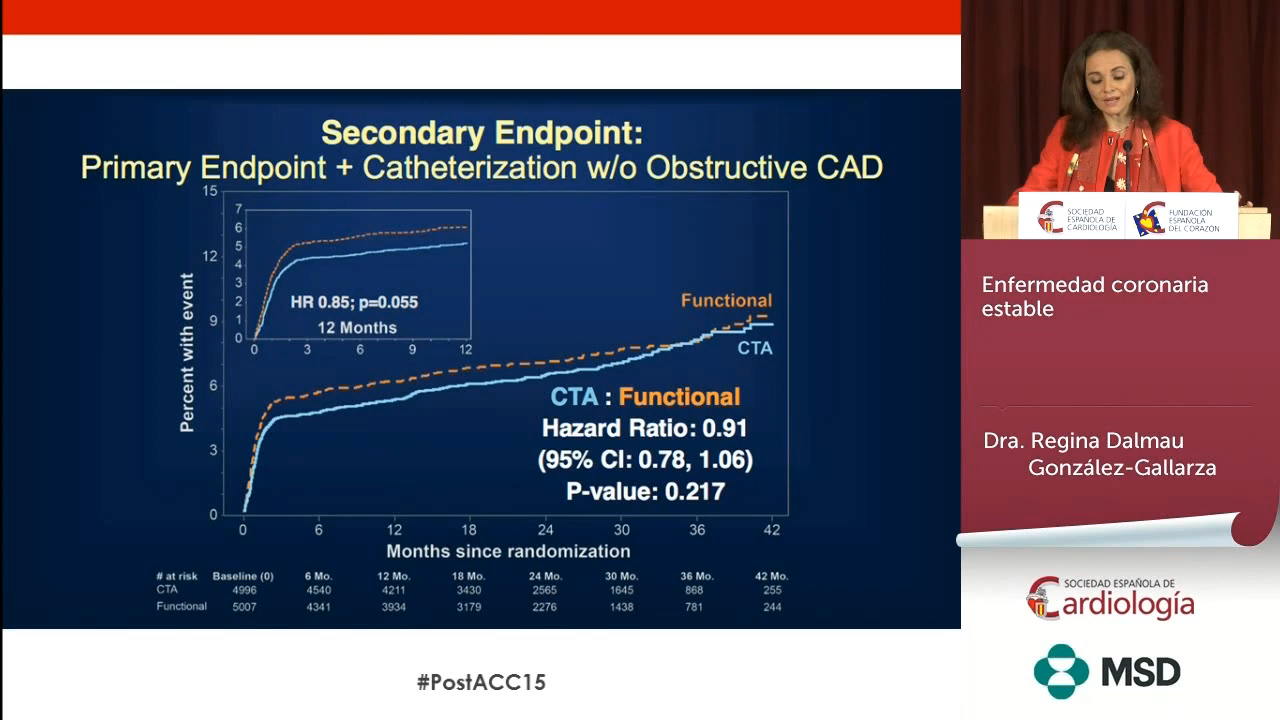 Secondary Endpoint:
Primary Endpoint + Catheterization w/o Obstructive CAD
15
12
9
6
3
0
Percent with event
7
6
5
4
3
2
1
0
HR 0.85; p=0.055
12 Months
0 3 6 9 12
Functional
CTA
CTA : Functional
Hazard Ratio: 0.91
(95% CI: 0.78, 1.06)
P-value: 0.217
0 6 12 18 24 30 36 42
Months since randomization
# at risk Baseline (0) 6 Mo. 12 Mo. 18 Mo. 24 Mo. 30 Mo. 36 Mo. 42 Mo.
CTA 4996 4540 4211 3430 2565 1645 868 255
Functional 5007 4341 3934 3179 2276 1438 781 244
#PostACC15
SOCIEDAD
ESPAÑOLA DE
CARDIOLOGÍA
FUNDACIÓN
ESPAÑOLA
DEL CORAZÓN
Enfermedad coronaria
estable
Dra. Regina Dalmau
González-Gallarza
SOCIEDAD ESPAÑOLA DE
Cardiología
MSD